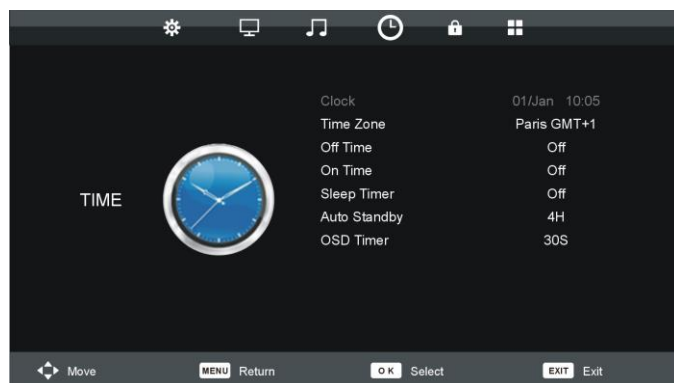 Clock 01/Jan 10:05
Time Zone Paris GMT+1
Off Time Off
On Time Off
TIME
Sleep Timer Off
Auto Standby 4H
OSD Timer 30S
Move MENU Return OK Select EXIT Exit